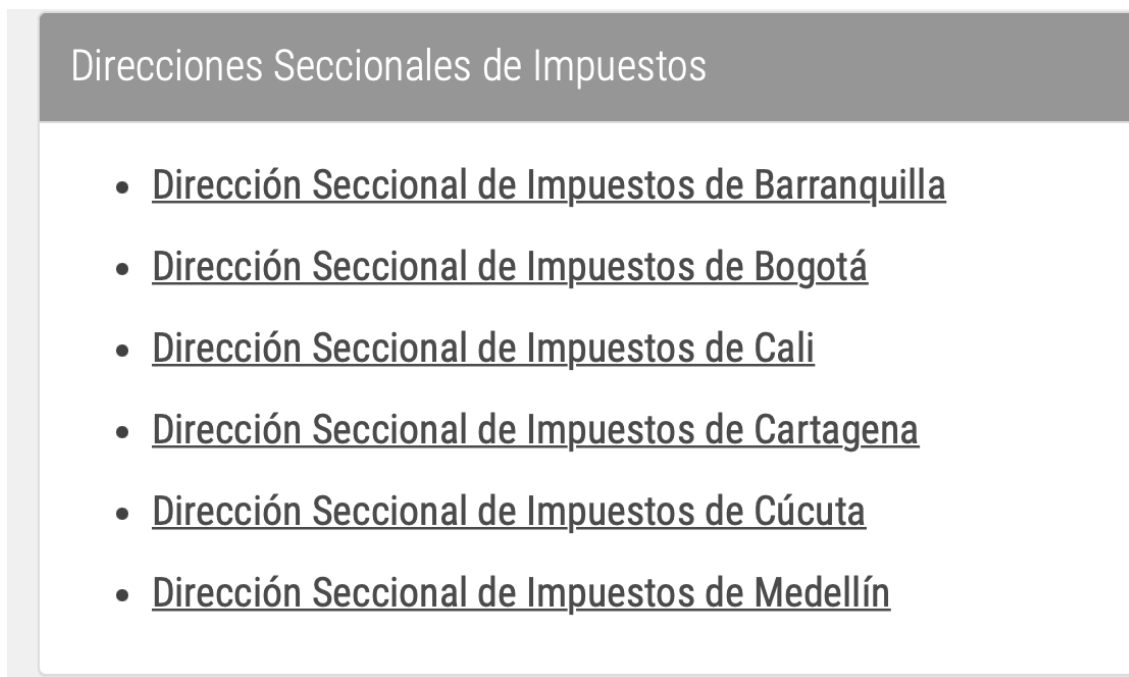 Direcciones Seccionales de Impuestos
Dirección Seccional de Impuestos de Barranquilla
Dirección Seccional de Impuestos de Bogotá
Dirección Seccional de Impuestos de Cali
Dirección Seccional de Impuestos de Cartagena
Dirección Seccional de Impuestos de Cúcuta
Dirección Seccional de Impuestos de Medellín